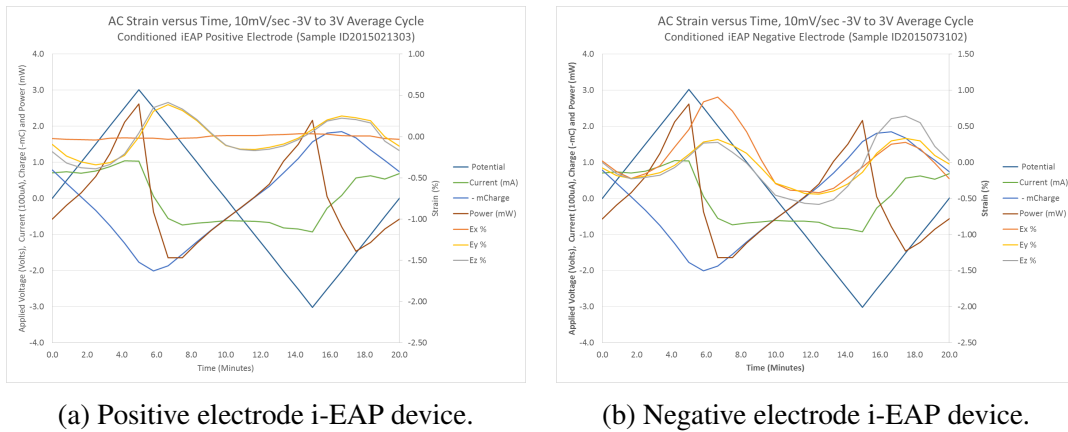 AC Strain versus Time, 10mV/sec -3V to 3V Average Cycle
Conditioned iEAP Positive Electrode (Sample ID2015021303)
Applied Voltage (Volts), Current (100uA), Charge (-mC) and Power (mW)
4.0
3.0
2.0
1.0
0.0
-1.0
-2.0
-3.0
-4.0
0.0 2.0 4.0 6.0 8.0 10.0 12.0 14.0 16.0 18.0 20.0
Time (Minutes)
1.00
0.50
0.00
-0.50
-1.00
-1.50
-2.00
-2.50
Strain (%)
Potential
Current (mA)
- mCharge
Power (mW)
Ex %
Ey %
Ez %
(a) Positive electrode i-EAP device.
AC Strain versus Time, 10mV/sec -3V to 3V Average Cycle
Conditioned iEAP Negative Electrode (Sample ID2015073102)
Applied Voltage (Volts), Current (100uA), Charge (-mC) and Power (mW)
4.0
3.0
2.0
1.0
0.0
-1.0
-2.0
-3.0
-4.0
0.0 2.0 4.0 6.0 8.0 10.0 12.0 14.0 16.0 18.0 20.0
Time (Minutes)
1.50
1.00
0.50
0.00
-0.50
-1.00
-1.50
-2.00
-2.50
Strain (%)
Potential
Current (mA)
- mCharge
Power (mW)
Ex %
Ey %
Ez %
(b) Negative electrode i-EAP device.